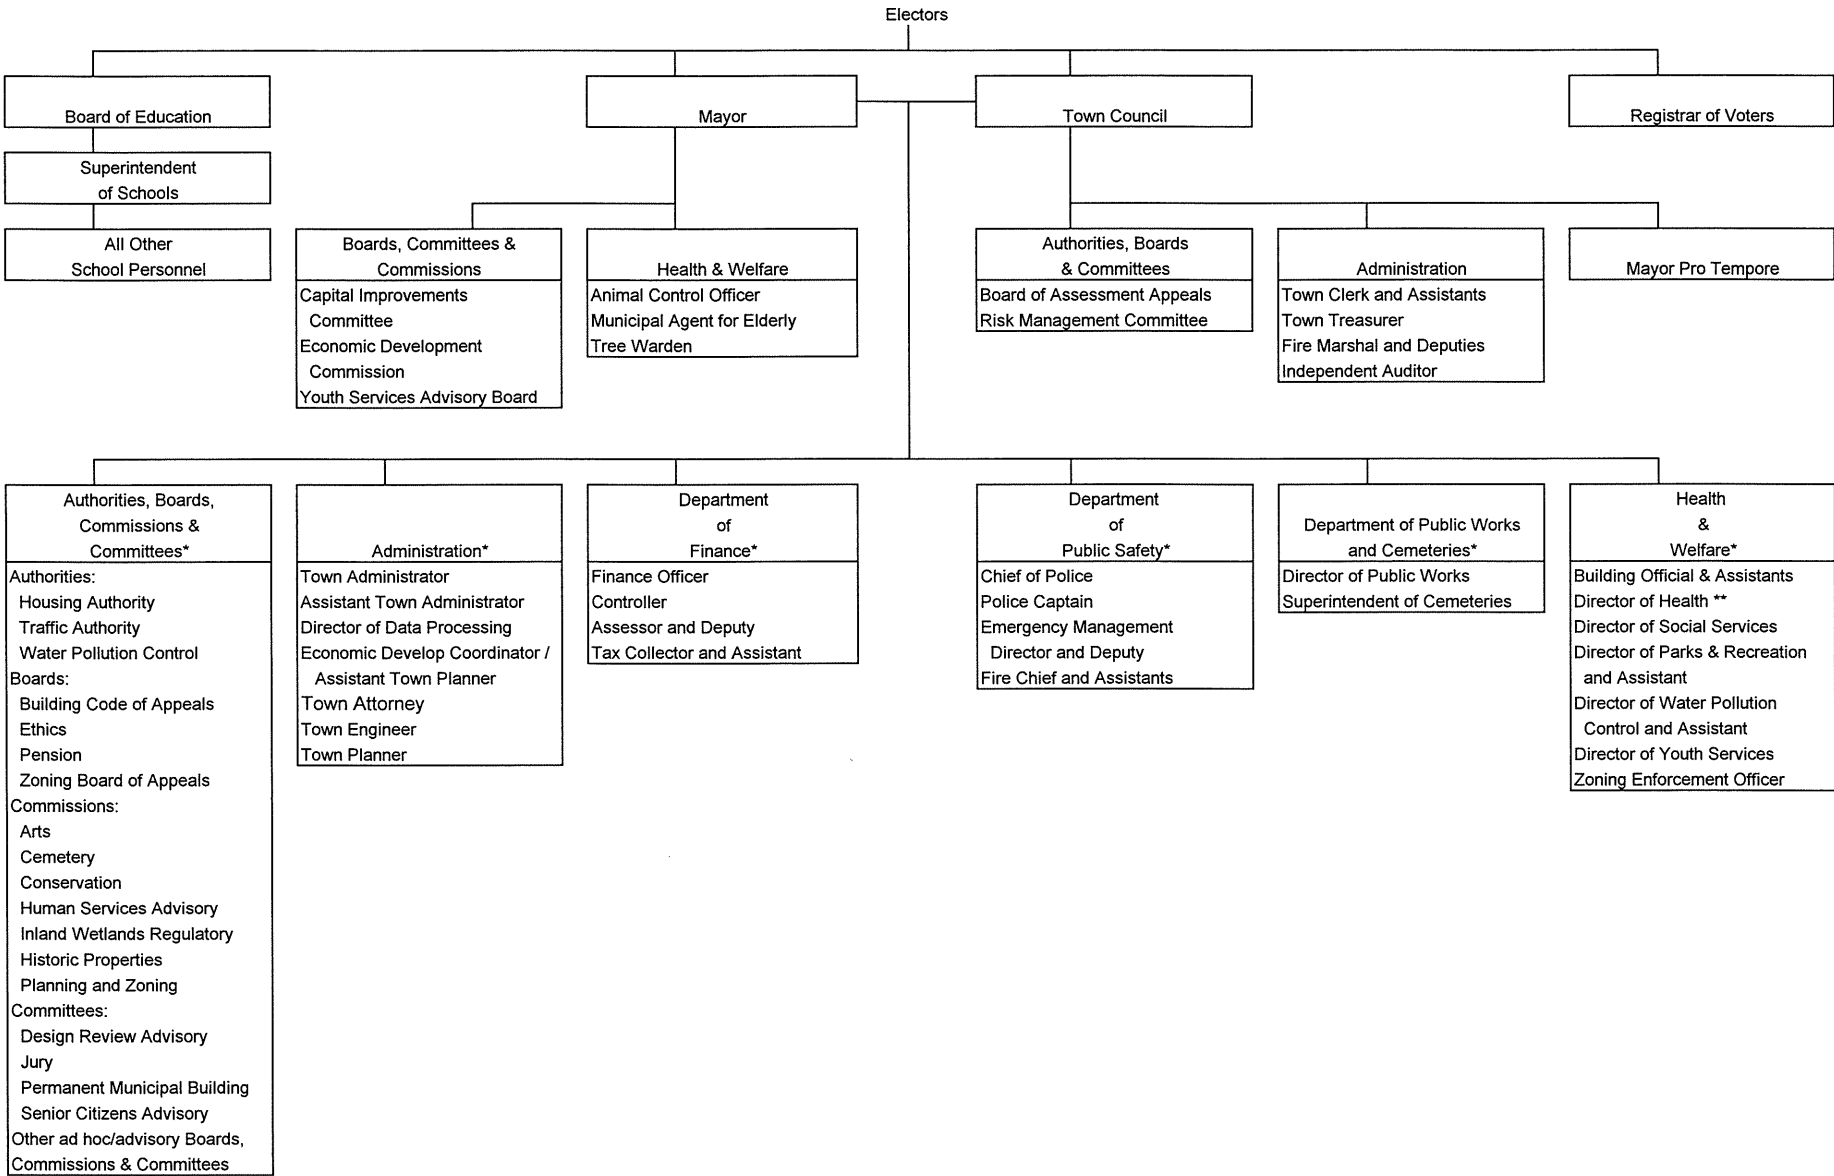 Electors
Board of Education
Mayor
Town Council
Registrar of Voters
Superintendent
of Schools
All Other
School Personnel
Boards, Committees &
Commissions
Capital Improvements
Committee
Economic Development
Commission
Youth Services Advisory Board
Health & Welfare
Animal Control Officer
Municipal Agent for Elderly
Tree Warden
Authorities, Boards
& Committees
Board of Assessment Appeals
Risk Management Committee
Administration
Town Clerk and Assistants
Town Treasurer
Fire Marshal and Deputies
Independent Auditor
Mayor Pro Tempore
Authorities, Boards,
Commissions &
Committees*
Authorities:
Housing Authority
Traffic Authority
Water Pollution Control
Boards:
Building Code of Appeals
Ethics
Pension
Zoning Board of Appeals
Commissions:
Arts
Cemetery
Conservation
Human Services Advisory
Inland Wetlands Regulatory
Historic Properties
Planning and Zoning
Committees:
Design Review Advisory
Jury
Permanent Municipal Building
Senior Citizens Advisory
Other ad hoc/advisory Boards,
Commissions & Committees
Administration*
Town Administrator
Assistant Town Administrator
Director of Data Processing
Economic Develop Coordinator /
Assistant Town Planner
Town Attorney
Town Engineer
Town Planner
Department
of
Finance*
Finance Officer
Controller
Assessor and Deputy
Tax Collector and Assistant
Department
of
Public Safety*
Chief of Police
Police Captain
Emergency Management
Director and Deputy
Fire Chief and Assistants
Department of Public Works
and Cemeteries*
Director of Public Works
Superintendent of Cemeteries
Health
&
Welfare*
Building Official & Assistants
Director of Health **
Director of Social Services
Director of Parks & Recreation
and Assistant
Director of Water Pollution
Control and Assistant
Director of Youth Services
Zoning Enforcement Officer